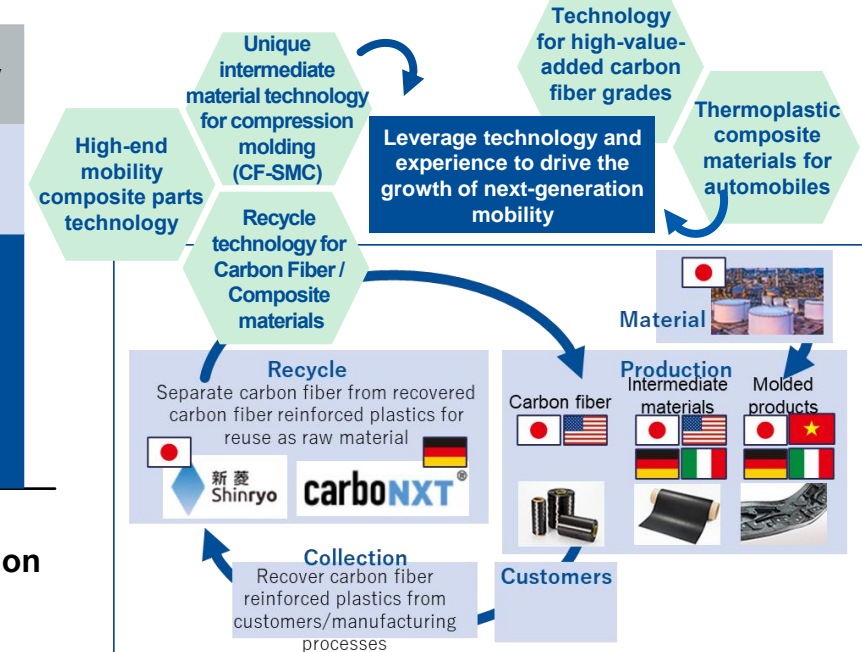 Technology
for high-value-
added carbon
fiber grades
Unique
intermediate
material technology
for compression
molding
(CF-SMC)
Thermoplastic
composite
materials for
automobiles
High-end
mobility
composite parts
technology
Leverage technology and
experience to drive the
growth of next-generation
mobility
Recycle
technology for
Carbon Fiber /
Composite
materials
Material
Recycle
Separate carbon fiber from recovered
carbon fiber reinforced plastics for
reuse as raw material
新菱
Shinryo
carboNXT®
Production
Carbon fiber
Intermediate
materials
Molded
products
on
Collection
Recover carbon fiber
reinforced plastics from
customers/manufacturing
processes
Customers